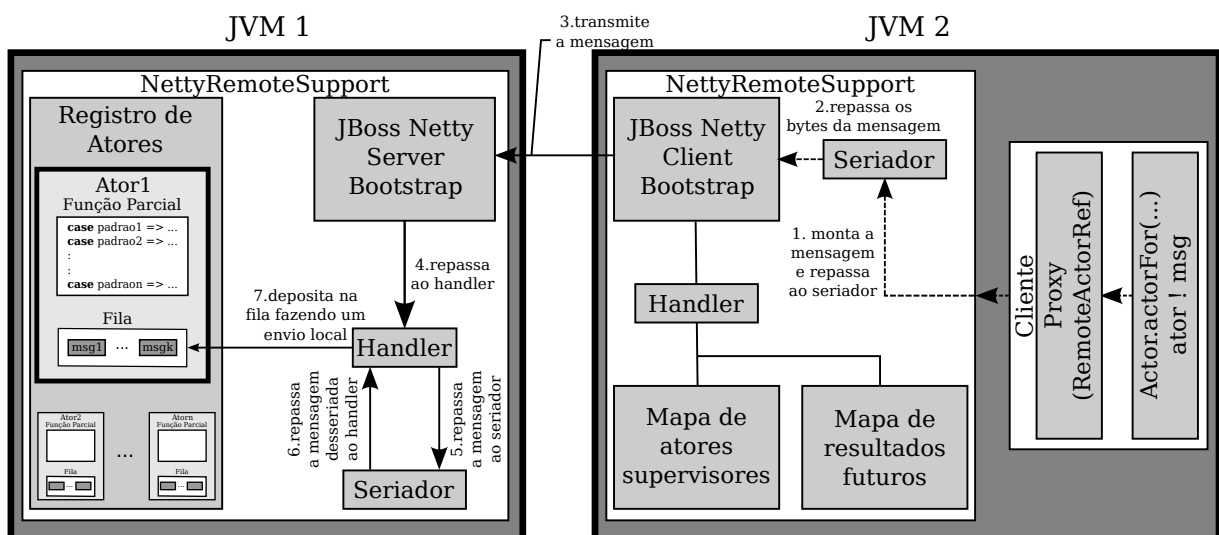 JVM 1
NettyRemoteSupport
Registro de
Atores
Ator1
Função Parcial
case padrao1 => ...
case padrao2 => ...
:
:
case padraon => ...
Fila
msg1
...
msgk
Ator2
Função Parcial
Fila
...
...
Atorn
Função Parcial
Fila
...
JBoss Netty
Server
Bootstrap
4.repassa
ao handler
7.deposita na
fila fazendo um
envio local
Handler
6.repassa
a mensagem
desseriada
ao handler
5.repassa
a mensagem
ao seriador
Seriador
3.transmite
a mensagem
JVM 2
NettyRemoteSupport
JBoss Netty
Client
Bootstrap
2.repassa os
bytes da mensagem
Seriador
1. monta a
mensagem
e repassa
ao seriador
Handler
Mapa de
atores
supervisores
Mapa de
resultados
futuros
Cliente
Proxy
(RemoteActorRef)
Actor.actorFor(...)
ator ! msg